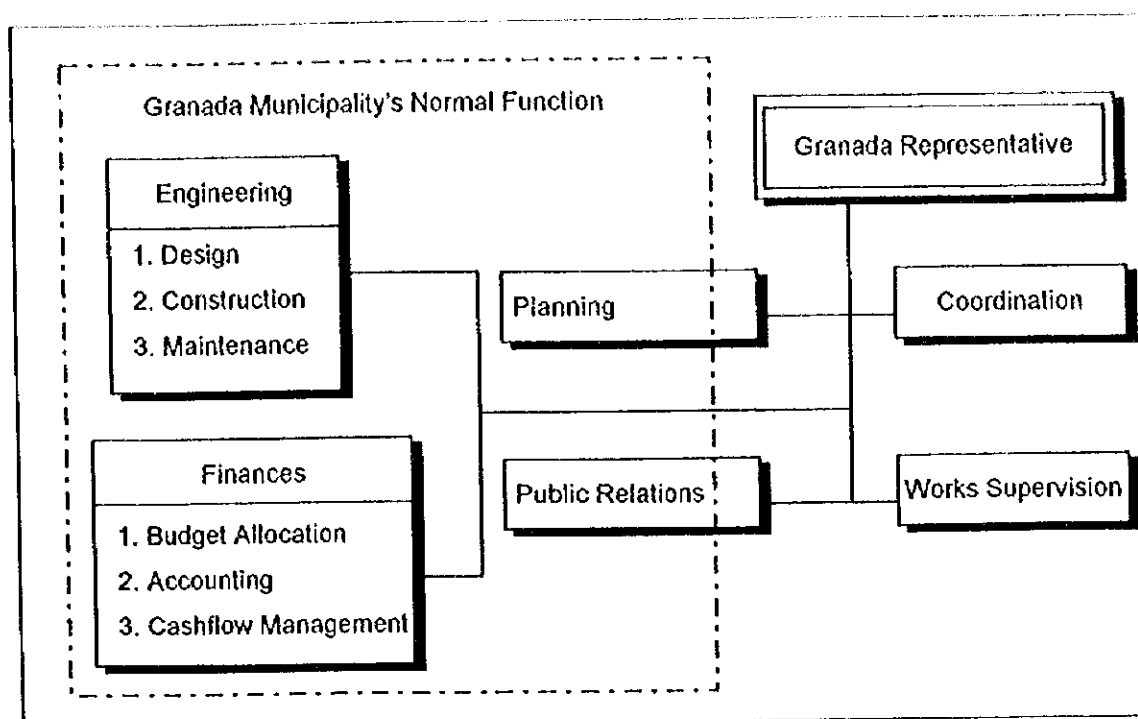 Granada Municipality's Normal Function
Granada Representative
Engineering
1. Design
2. Construction
3. Maintenance
Planning
Coordination
Finances
1. Budget Allocation
2. Accounting
3. Cashflow Management
Public Relations
Works Supervision